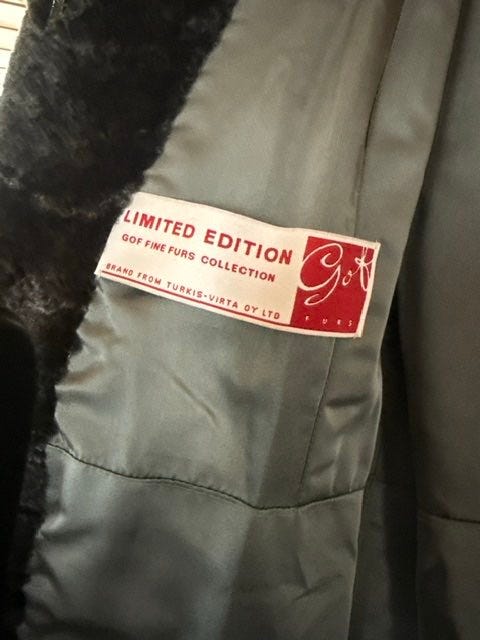 LIMITED EDITION
GOF FINE FURS COLLECTION
BRAND FROM TURKIS-VIRTA OY LTD
Gof
FURS